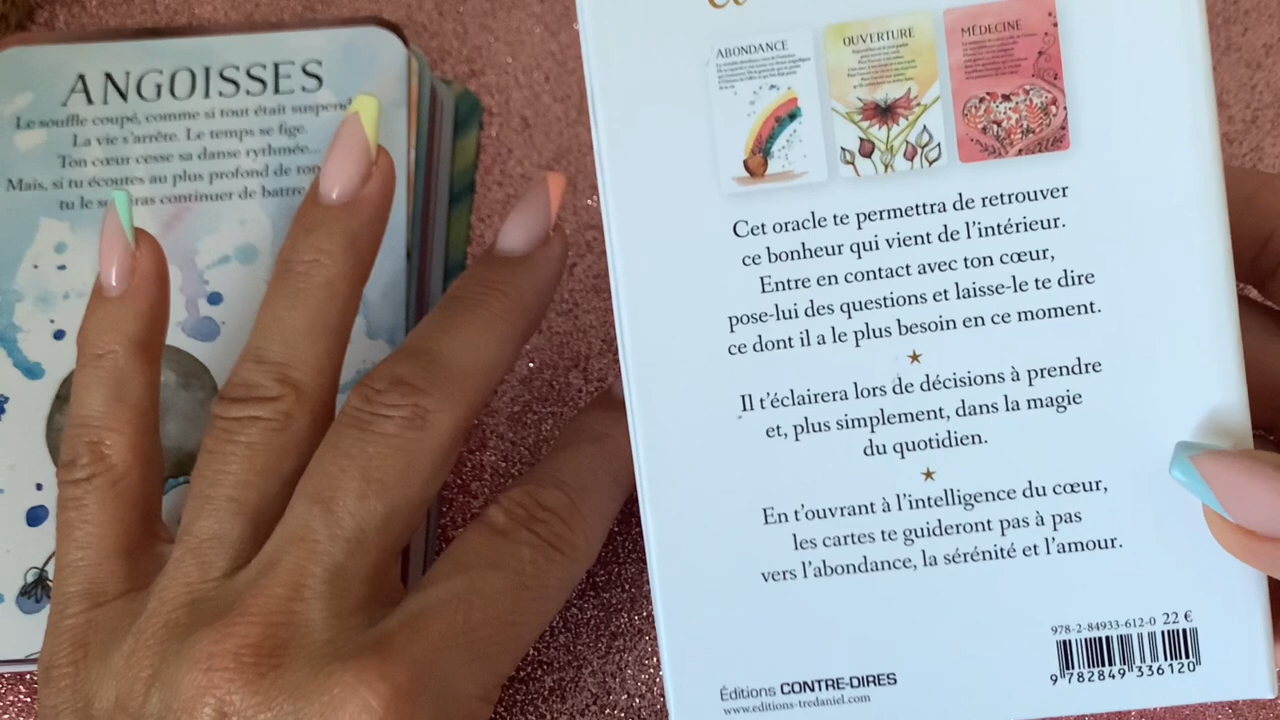 ANGOISSES
Le souffle coupé, comme si tout était suspend
La vie s'arrête. Le temps se fige.
Ton cœur cesse sa danse rythmée...
Mais, si tu écoutes au plus profond de ton
tu le ras continuer de battre
ABONDANCE
OUVERTURE
MÉDECINE
Cet oracle te permettra de retrouver
ce bonheur qui vient de l'intérieur.
Entre en contact avec ton cœur,
pose-lui des questions et laisse-le te dire
ce dont il a le plus besoin en ce moment.
Il t'éclairera lors de décisions à prendre
et, plus simplement, dans la magie
du quotidien.
En t'ouvrant à l'intelligence du cœur,
les cartes te guideront pas à pas
vers l'abondance, la sérénité et l'amour.
978-2-84933-612-0 22 €
9 782849 336120
Éditions CONTRE-DIRES
www.editions-tredaniel.com